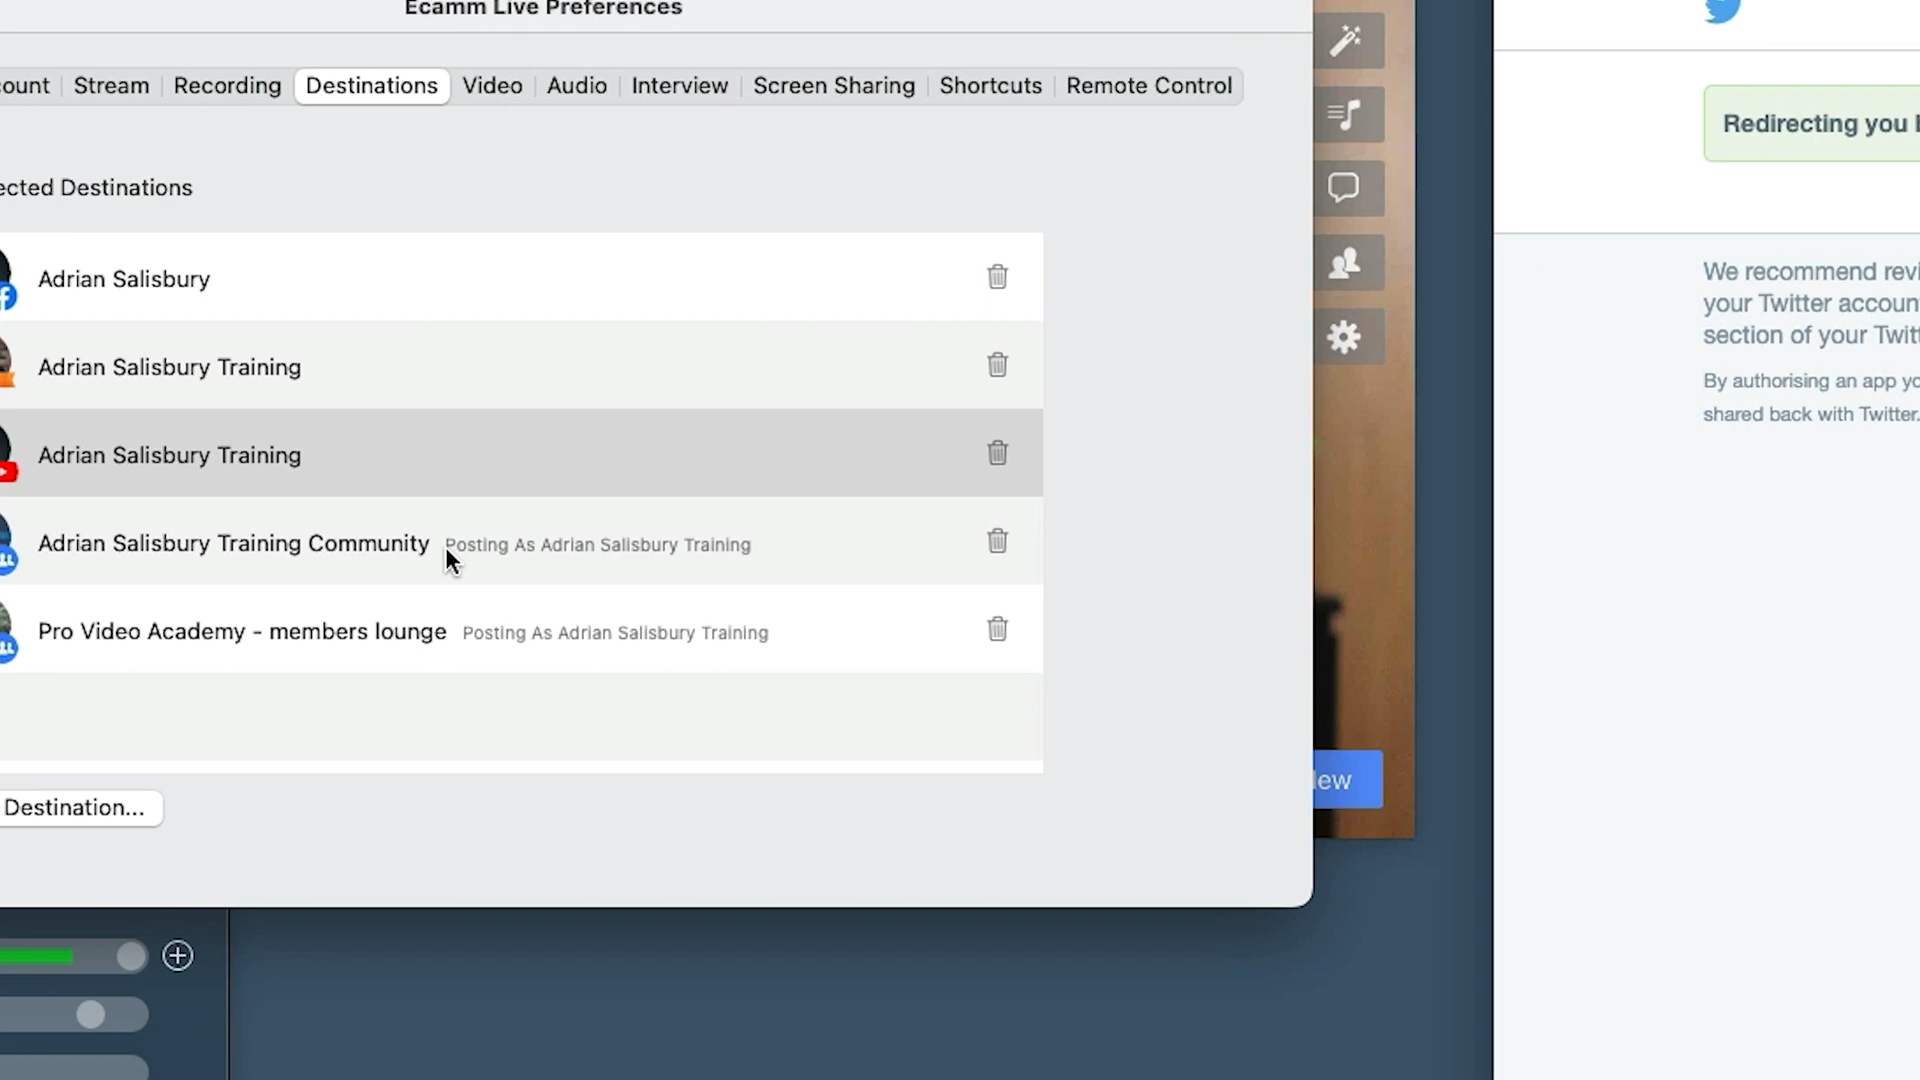 Ecamm Live Preferences
ount Stream Recording Destinations Video Audio Interview Screen Sharing Shortcuts Remote Control
ected Destinations
Adrian Salisbury
Adrian Salisbury Training
Adrian Salisbury Training
Adrian Salisbury Training Community Posting As Adrian Salisbury Training
Pro Video Academy - members lounge Posting As Adrian Salisbury Training
Destination...
Redirecting you
We recommend revi
your Twitter accoun
section of your Twit
By authorising an app yo
shared back with Twitter.